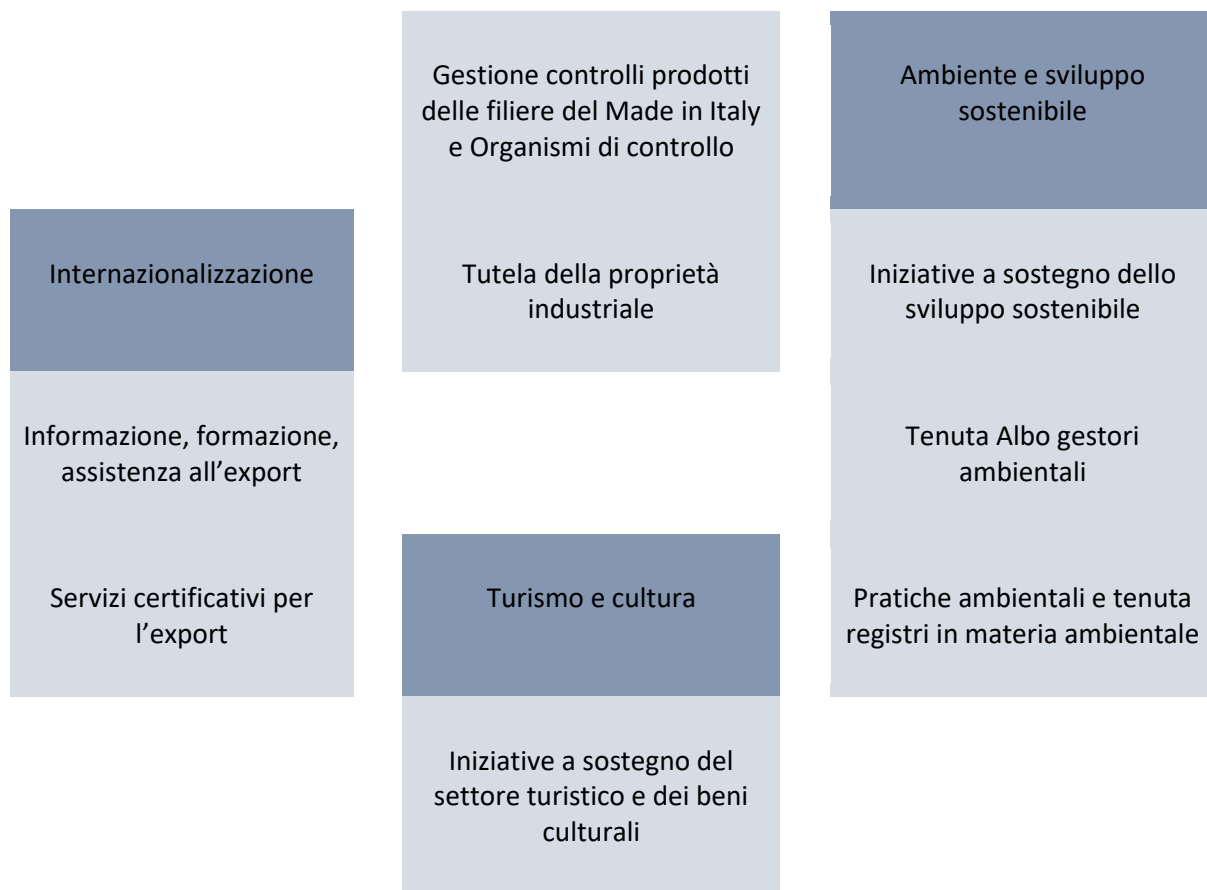 Gestione controlli prodotti
delle filiere del Made in Italy
e Organismi di controllo
Tutela della proprietà
industriale
Ambiente e sviluppo
sostenibile
Iniziative a sostegno dello
sviluppo sostenibile
Tenuta Albo gestori
ambientali
Pratiche ambientali e tenuta
registri in materia ambientale
Internazionalizzazione
Informazione, formazione,
assistenza all’export
Servizi certificativi per
l’export
Turismo e cultura
Iniziative a sostegno del
settore turistico e dei beni
culturali